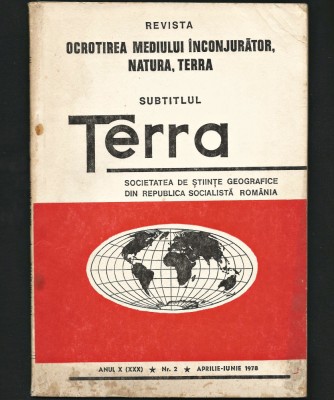 REVISTA
OCROTIREA MEDIULUI ÎNCONJURĂTOR,
NATURA, TERRA
SUBTITLUL
Terra
SOCIETATEA DE ȘTIINȚE GEOGRAFICE
DIN REPUBLICA SOCIALISTĂ ROMÂNIA
ANUL X (XXX) ★ Nr. 2 ★ APRILIE-IUNIE 1978